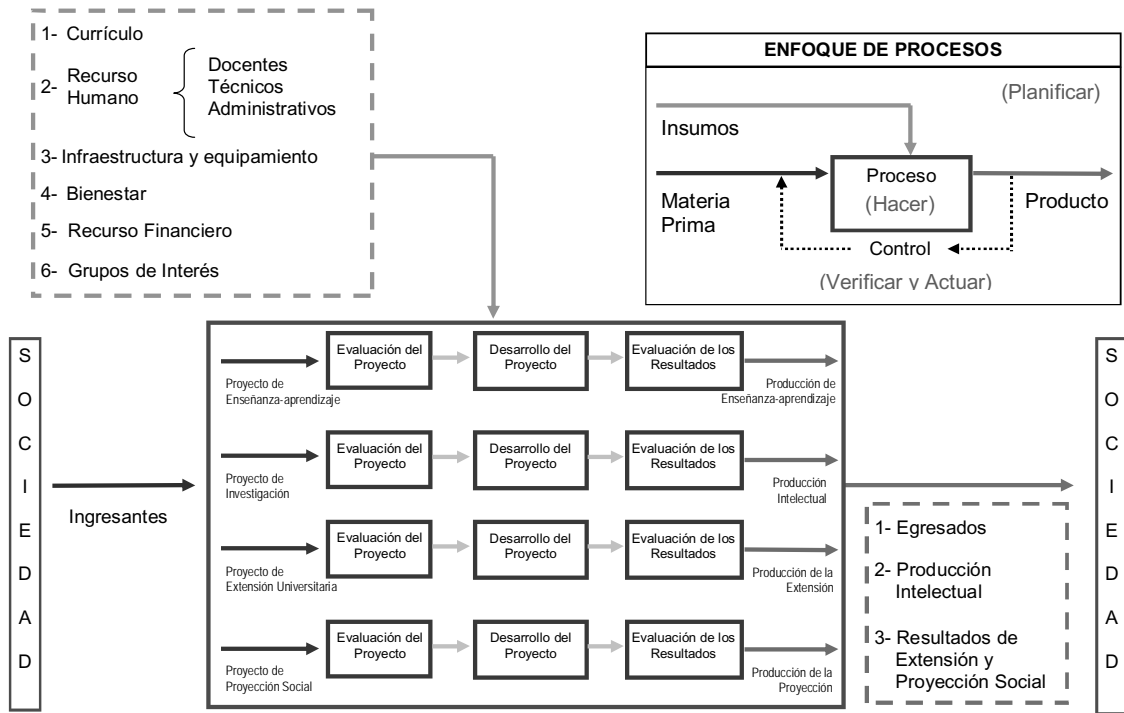 1- Currículo
2- Recurso
Humano
Docentes
Técnicos
Administrativos
3- Infraestructura y equipamiento
4- Bienestar
5- Recurso Financiero
6- Grupos de Interés
ENFOQUE DE PROCESOS
(Planificar)
Insumos
Materia
Prima
Proceso
(Hacer)
Producto
Control
(Verificar y Actuar)
S
O
C
I
E
D
A
D
Ingresantes
Proyecto de
Enseñanza-aprendizaje
Evaluación del
Proyecto
Desarrollo del
Proyecto
Evaluación de los
Resultados
Producción de
Enseñanza-aprendizaje
Proyecto de
Investigación
Evaluación del
Proyecto
Desarrollo del
Proyecto
Evaluación de los
Resultados
Producción
Intelectual
Proyecto de
Extensión Universitaria
Evaluación del
Proyecto
Desarrollo del
Proyecto
Evaluación de los
Resultados
Producción de la
Extensión
Proyecto de
Proyección Social
Evaluación del
Proyecto
Desarrollo del
Proyecto
Evaluación de los
Resultados
Producción de la
Proyección
1- Egresados
2- Producción
Intelectual
3- Resultados de
Extensión y
Proyección Social
S
O
C
I
E
D
A
D